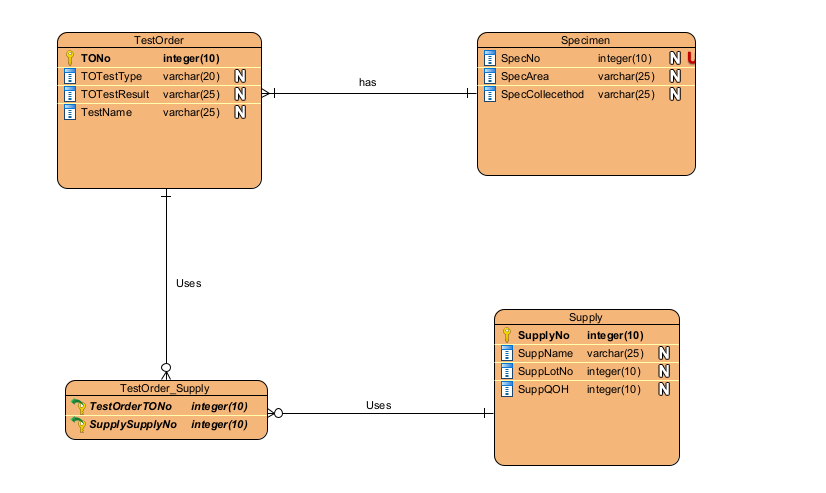 TestOrder
TONo integer(10)
TOTestType varchar(20) N
TOTestResult varchar(25) N
TestName varchar(25) N
has
Specimen
SpecNo integer(10) N U
SpecArea varchar(25) N
SpecCollecethod varchar(25) N
Uses
TestOrder_Supply
TestOrderTONo integer(10)
SupplySupplyNo integer(10)
Uses
Supply
SupplyNo integer(10)
SuppName varchar(25) N
SuppLotNo integer(10) N
SuppQOH integer(10) N